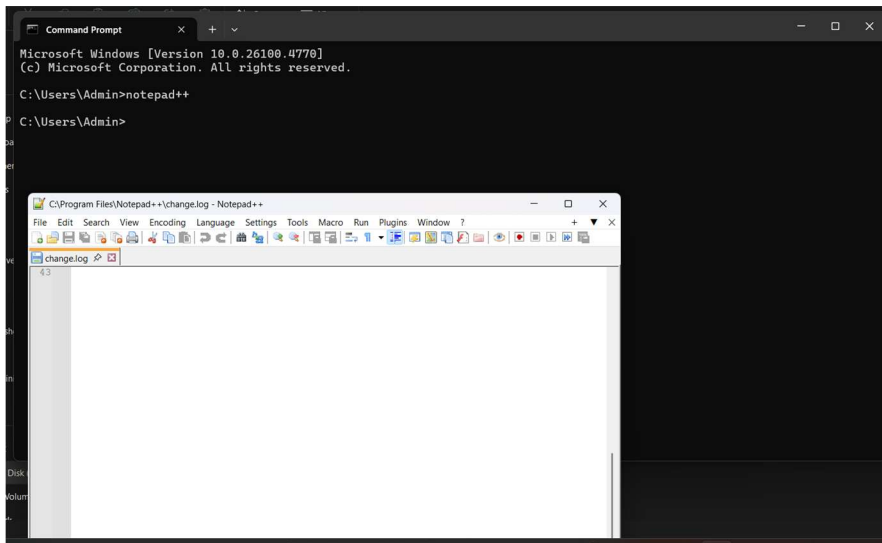 Command Prompt
Microsoft Windows [Version 10.0.26100.4770]
(c) Microsoft Corporation. All rights reserved.
C:\Users\Admin>notepad++
C:\Users\Admin>
C:\Program Files\Notepad++\change.log - Notepad++
File Edit Search View Encoding Language Settings Tools Macro Run Plugins Window ?
change.log
43
Disk